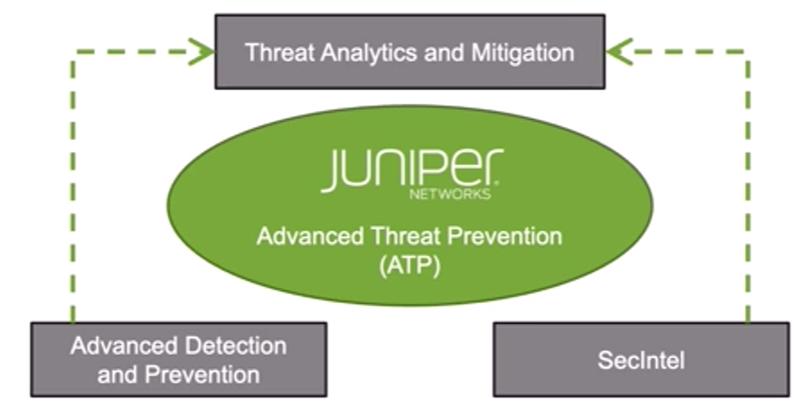 Threat Analytics and Mitigation
JUNIPER
NETWORKS
Advanced Threat Prevention
(ATP)
Advanced Detection
and Prevention
SecIntel